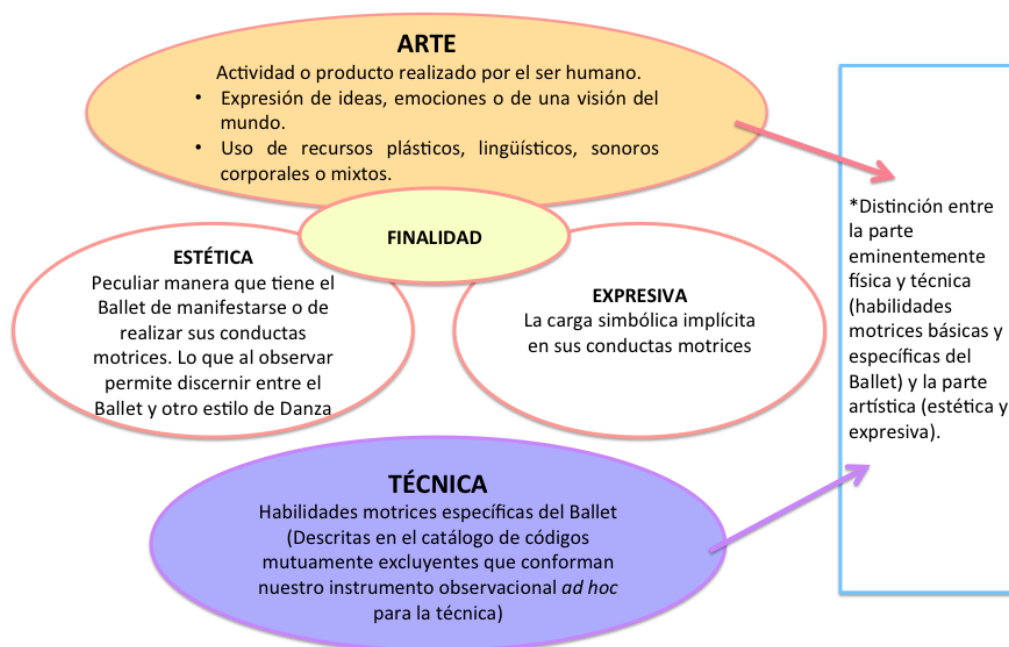 ARTE
Actividad o producto realizado por el ser humano.
• Expresión de ideas, emociones o de una visión del
mundo.
• Uso de recursos plásticos, lingüísticos, sonoros
corporales o mixtos.
FINALIDAD
ESTÉTICA
Peculiar manera que tiene el
Ballet de manifestarse o de
realizar sus conductas
motrices. Lo que al observar
permite discernir entre el
Ballet y otro estilo de Danza
EXPRESIVA
La carga simbólica implícita
en sus conductas motrices
TÉCNICA
Habilidades motrices específicas del Ballet
(Descritas en el catálogo de códigos
mutuamente excluyentes que conforman
nuestro instrumento observacional ad hoc
para la técnica)
*Distinción entre
la parte
eminentemente
física y técnica
(habilidades
motrices básicas y
específicas del
Ballet) y la parte
artística (estética y
expresiva).